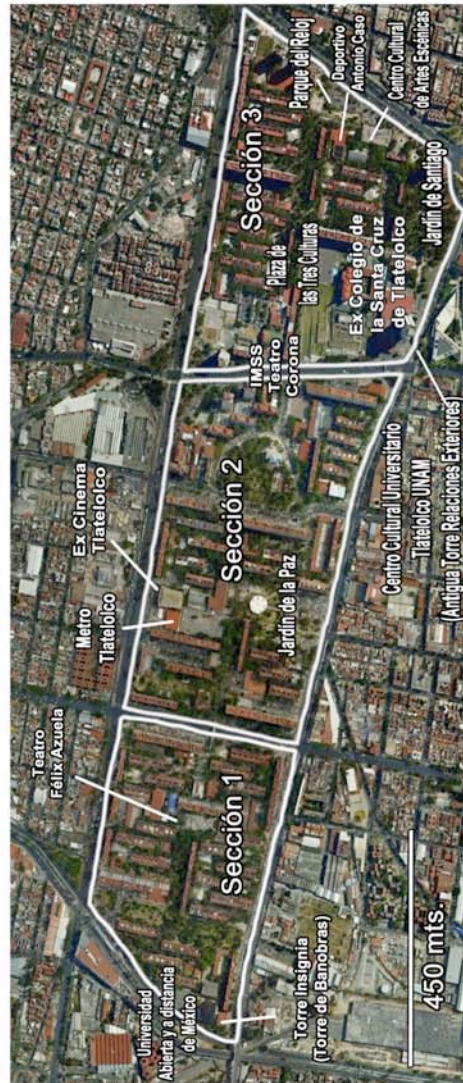 Universidad
Abierta y a distancia
de México
Torre Insignia
(Torre de Banobras)
Teatro
Félix Azuela
Sección 1
450 mts.
Metro
Tlatelolco
Ex Cinema
Tlatelolco
Sección 2
Jardín de la Paz
IMSS
Teatro
Corona
Centro Cultural Universitario
Tlatelolco UNAM
(Antigua Torre Relaciones Exteriores)
Sección 3
Plaza de
las Tres Culturas
Ex Colegio de
la Santa Cruz
de Tlatelolco
Jardín de Santiago
Parque del Reloj
Deportivo
Antonio Caso
Centro Cultural
de Artes Escénicas